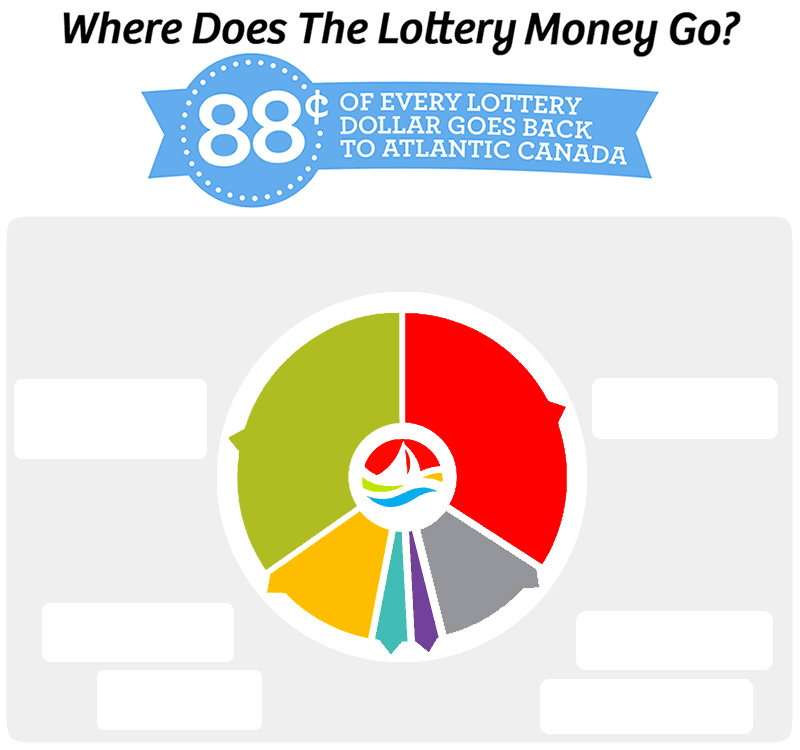 Where Does The Lottery Money Go?
88¢ OF EVERY LOTTERY
DOLLAR GOES BACK
TO ATLANTIC CANADA